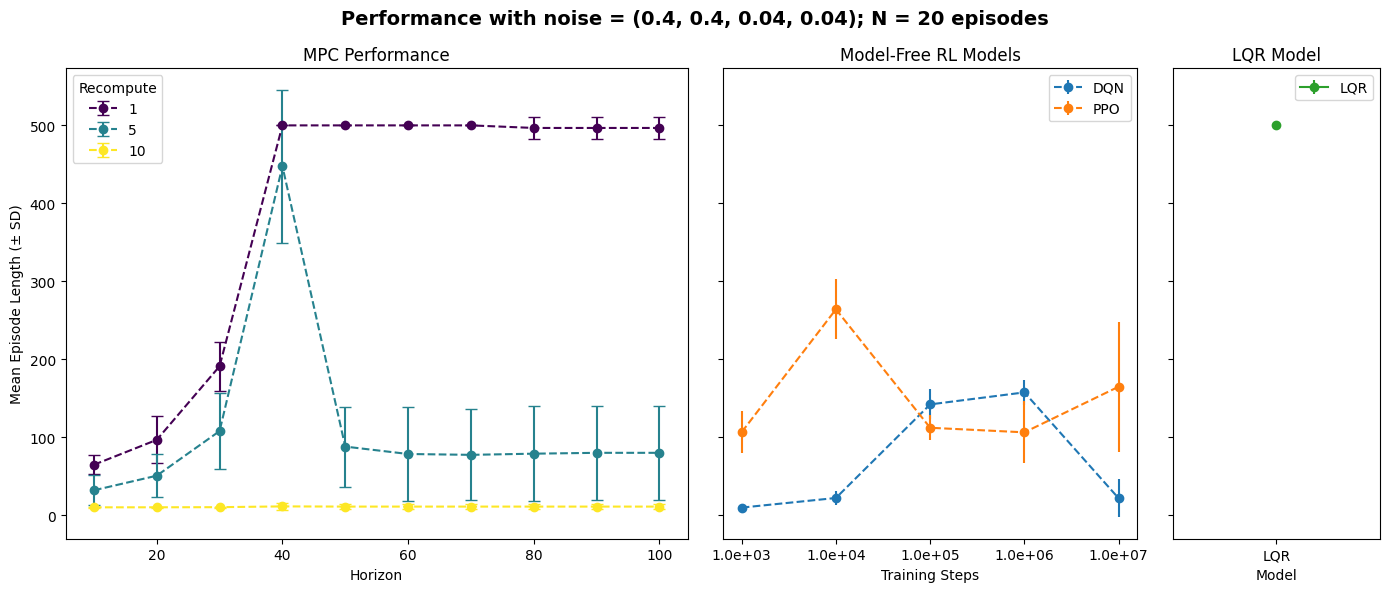 Performance with noise = (0.4, 0.4, 0.04, 0.04); N = 20 episodes
MPC Performance
Mean Episode Length (± SD)
500
400
300
200
100
0
Recompute
1
5
10
20
40
60
80
100
Horizon
Model-Free RL Models
DQN
PPO
1.0e+03
1.0e+04
1.0e+05
1.0e+06
1.0e+07
Training Steps
LQR Model
LQR
LQR
Model